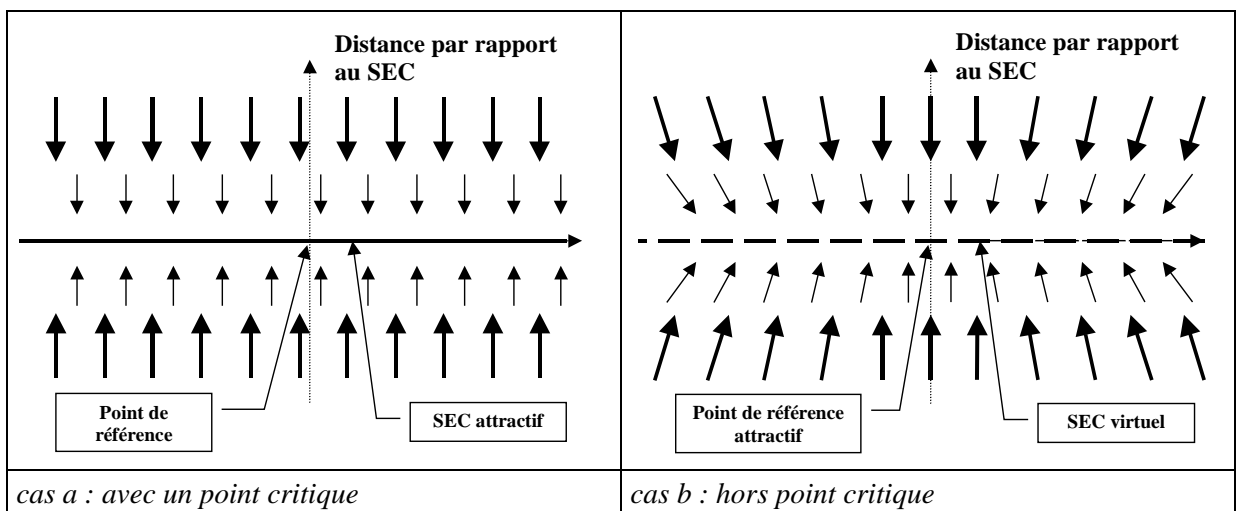 Distance par rapport
au SEC
Point de
référence
SEC attractif
cas a : avec un point critique
Distance par rapport
au SEC
Point de référence
attractif
SEC virtuel
cas b : hors point critique